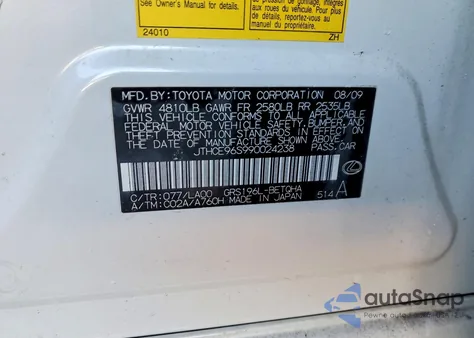 See Owner's Manual for details.
24010
ZH
MFD.BY:TOYOTA MOTOR CORPORATION 08/09
GVWR 4810LB GAWR FR 2580LB RR 2535LB
THIS VEHICLE CONFORMS TO ALL APPLICABLE
FEDERAL MOTOR VEHICLE SAFETY, BUMPER, AND
THEFT PREVENTION STANDARDS IN EFFECT ON
THE DATE OF MANUFACTURE SHOWN ABOVE.
JTHCE96S990024238 PASS.CAR
C/TR:077/LA00 GRS196L-BETQHA
A/TM:C02A/A760H MADE IN JAPAN 514 A
autoSnap